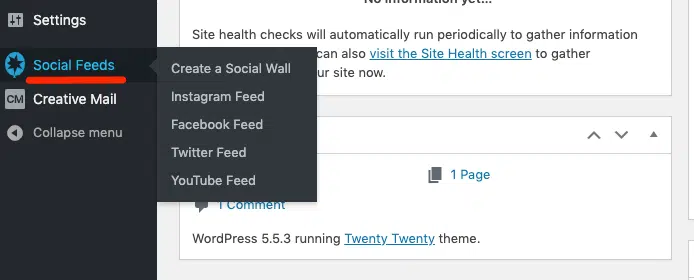 No information yet...
Settings
Site health checks will automatically run periodically to gather information
can also visit the Site Health screen to gather
ur site now.
Social Feeds
Create a Social Wall
Instagram Feed
Facebook Feed
Twitter Feed
YouTube Feed
CM Creative Mail
Collapse menu
1 Page
1 Comment
WordPress 5.5.3 running Twenty Twenty theme.